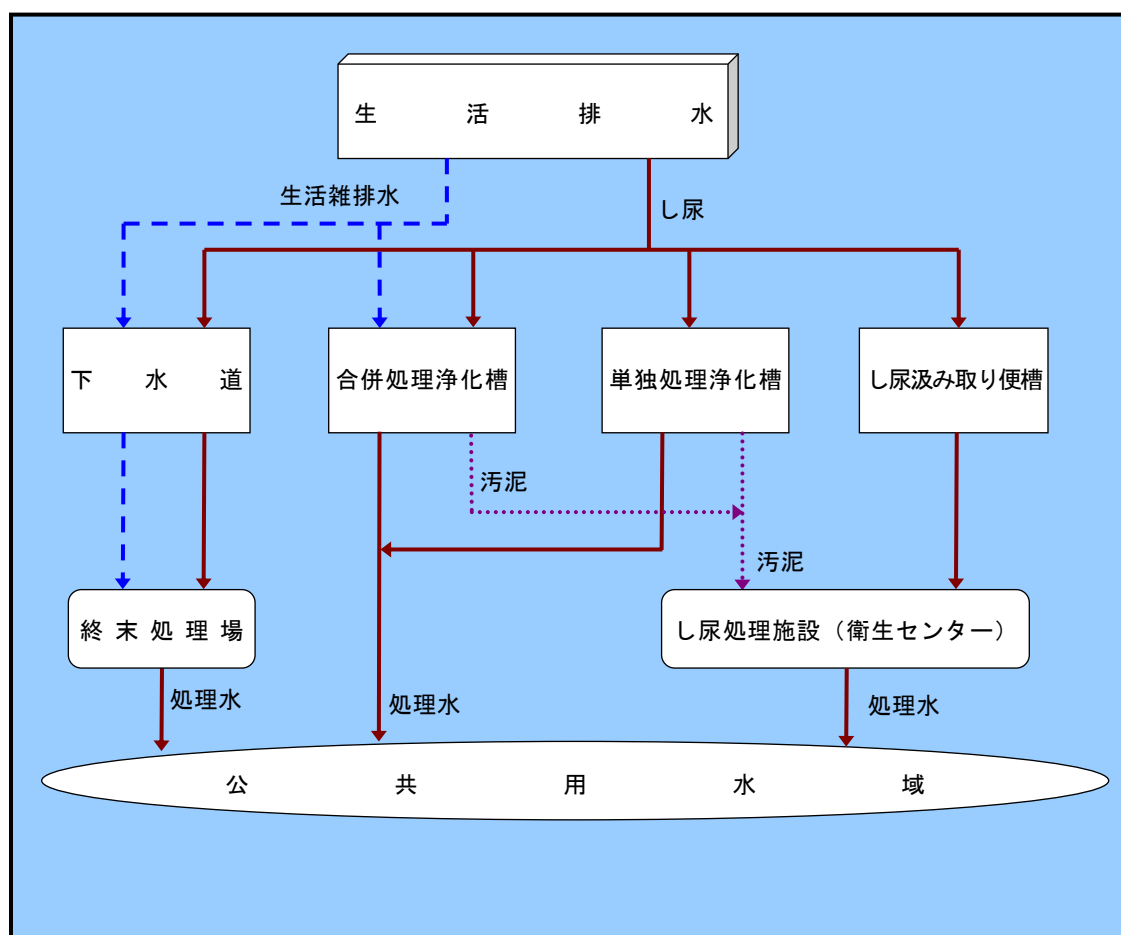 生活排水
生活雑排水
し尿
下水道
合併処理浄化槽
単独処理浄化槽
し尿汲み取り便槽
汚泥
汚泥
終末処理場
し尿処理施設（衛生センター）
処理水
処理水
処理水
公共用水域